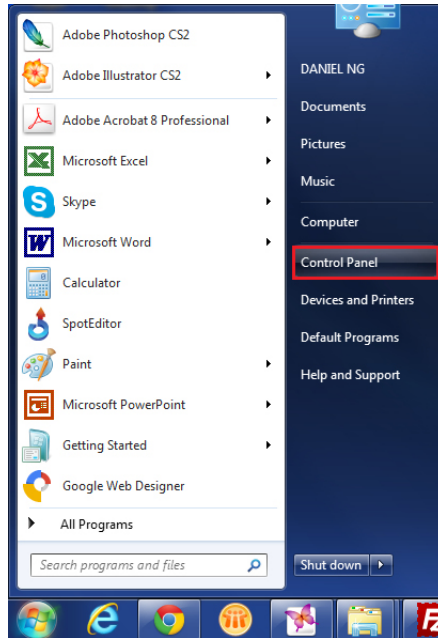 Adobe Photoshop CS2
Adobe Illustrator CS2
Adobe Acrobat 8 Professional
Microsoft Excel
Skype
Microsoft Word
Calculator
SpotEditor
Paint
Microsoft PowerPoint
Getting Started
Google Web Designer
All Programs
Search programs and files
DANIEL NG
Documents
Pictures
Music
Computer
Control Panel
Devices and Printers
Default Programs
Help and Support
Shut down